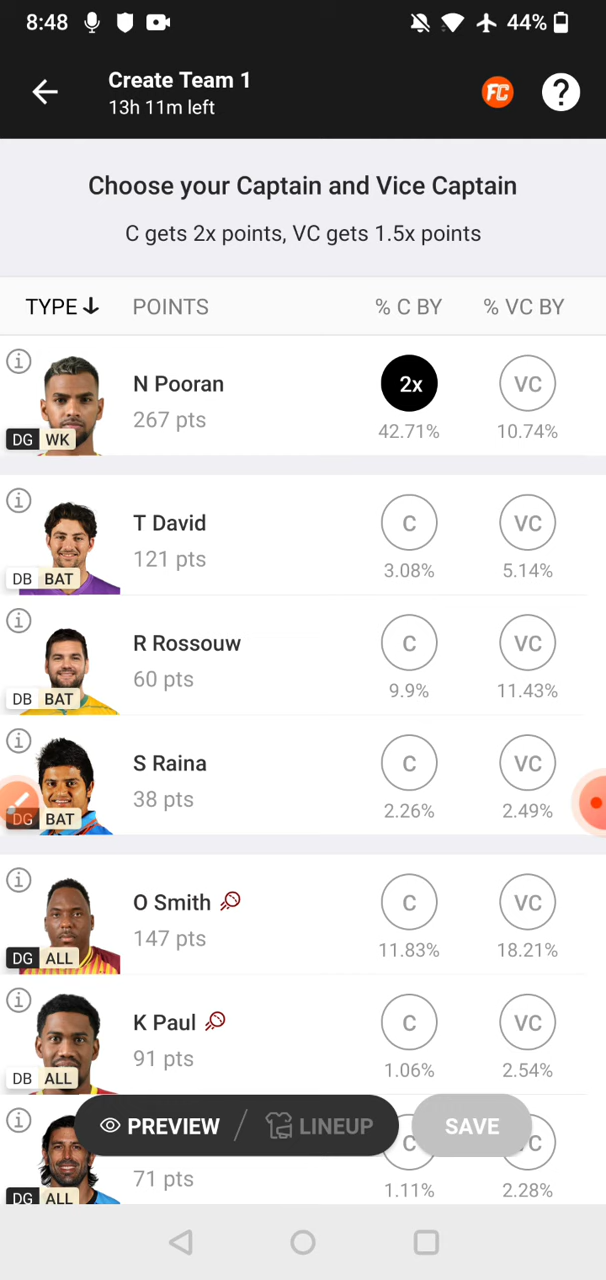 8:48 44%
Create Team 1
13h 11m left
FC ?
Choose your Captain and Vice Captain
C gets 2x points, VC gets 1.5x points
TYPE POINTS % C BY % VC BY
N Pooran 2x VC
267 pts 42.71% 10.74%
DG WK
T David C VC
121 pts 3.08% 5.14%
DB BAT
R Rossouw C VC
60 pts 9.9% 11.43%
DB BAT
S Raina C VC
38 pts 2.26% 2.49%
DG BAT
O Smith C VC
147 pts 11.83% 18.21%
DG ALL
K Paul C VC
91 pts 1.06% 2.54%
DB ALL
PREVIEW / LINEUP SAVE
C VC
71 pts 1.11% 2.28%
DG ALL